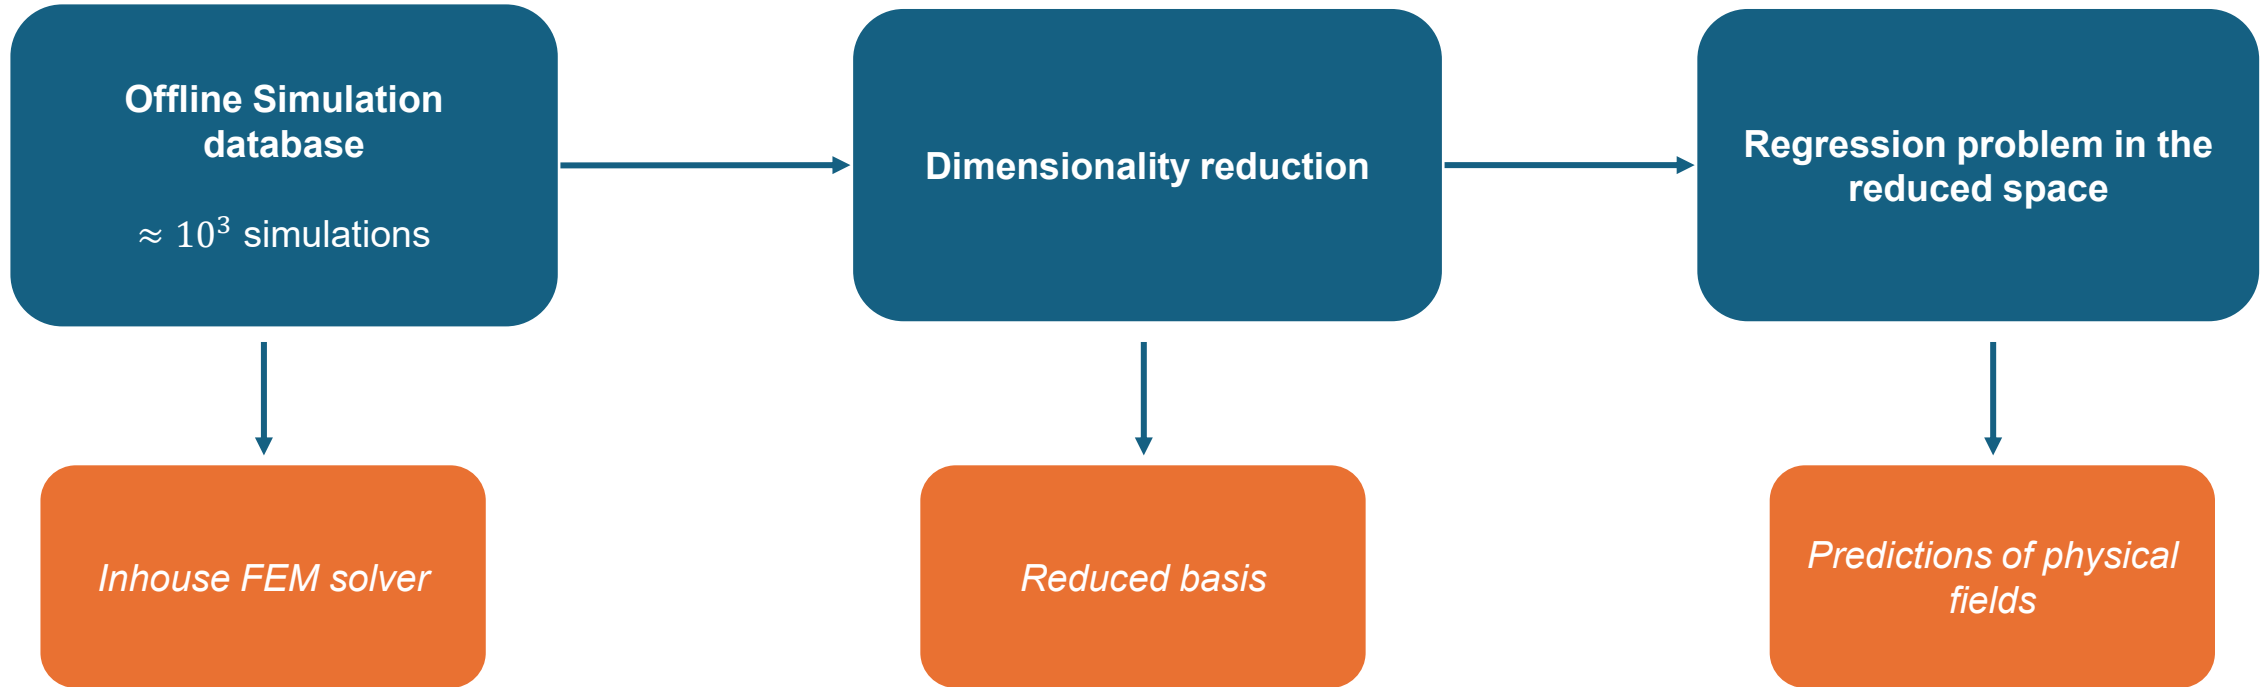 Offline Simulation
database
≈ 10³ simulations
Dimensionality reduction
Regression problem in the
reduced space
Inhouse FEM solver
Reduced basis
Predictions of physical
fields